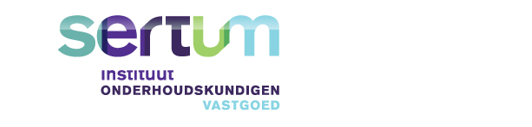 sertum
instituut
ONDERHOUDSKUNDIGEN
VASTGOED